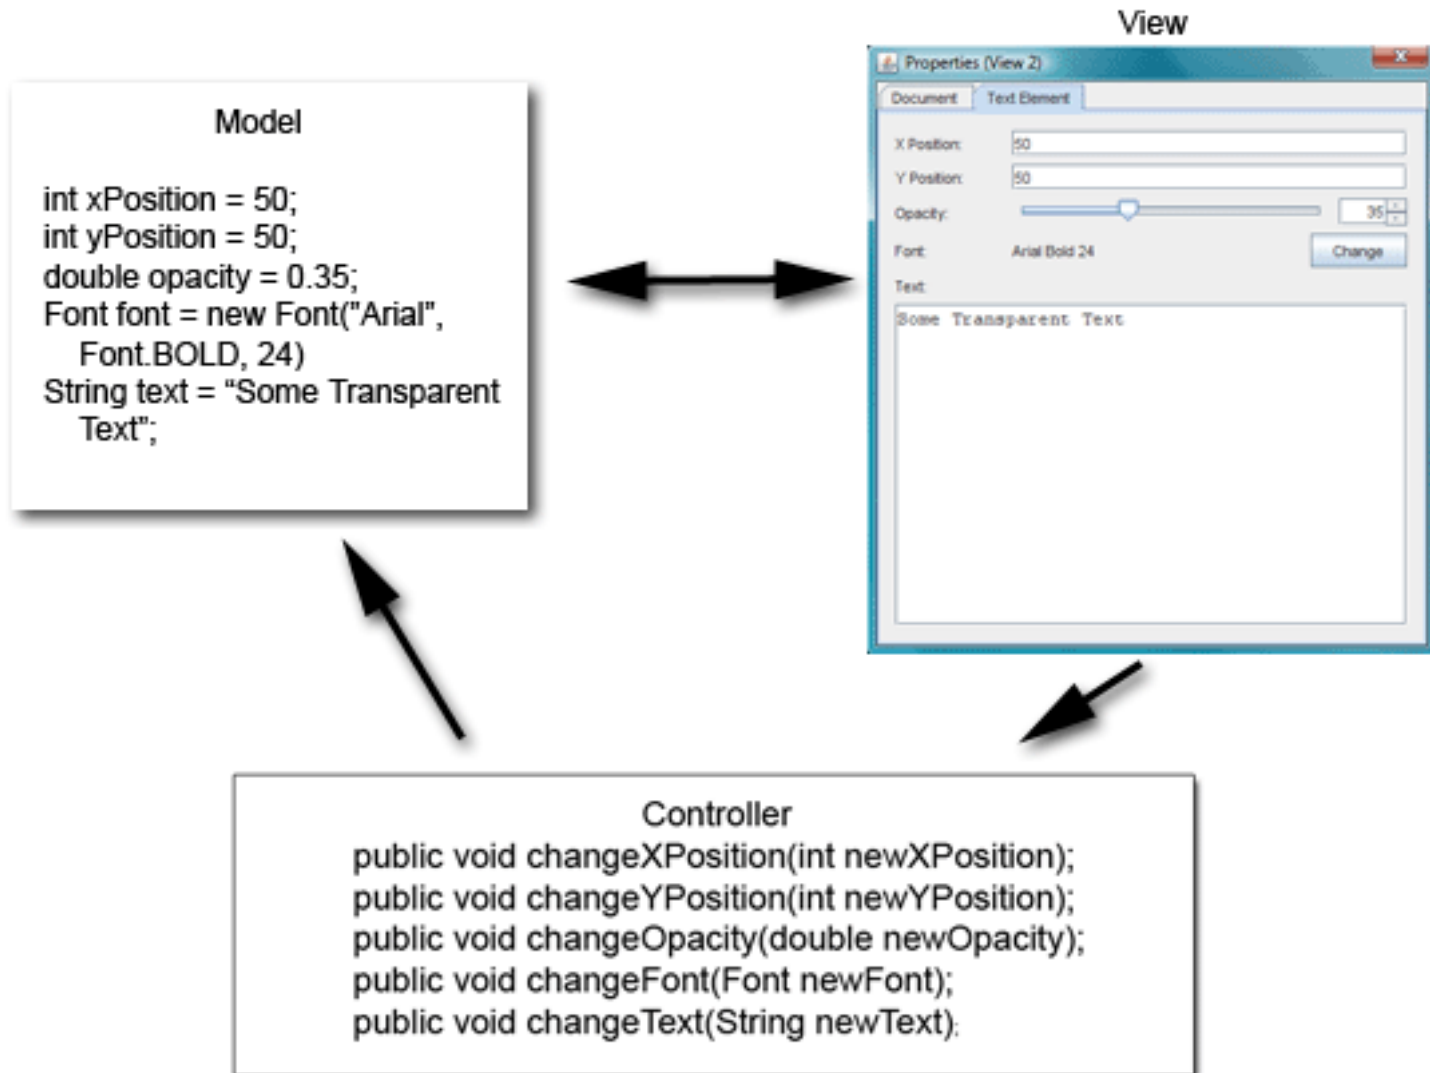 View
Properties (View 2)
Document Text Element
X Position: 50
Y Position: 50
Opacity: 35
Font: Arial Bold 24 Change
Text:
Some Transparent Text
Model
int xPosition = 50;
int yPosition = 50;
double opacity = 0.35;
Font font = new Font("Arial",
Font.BOLD, 24)
String text = “Some Transparent
Text”;
Controller
public void changeXPosition(int newXPosition);
public void changeYPosition(int newYPosition);
public void changeOpacity(double newOpacity);
public void changeFont(Font newFont);
public void changeText(String newText);